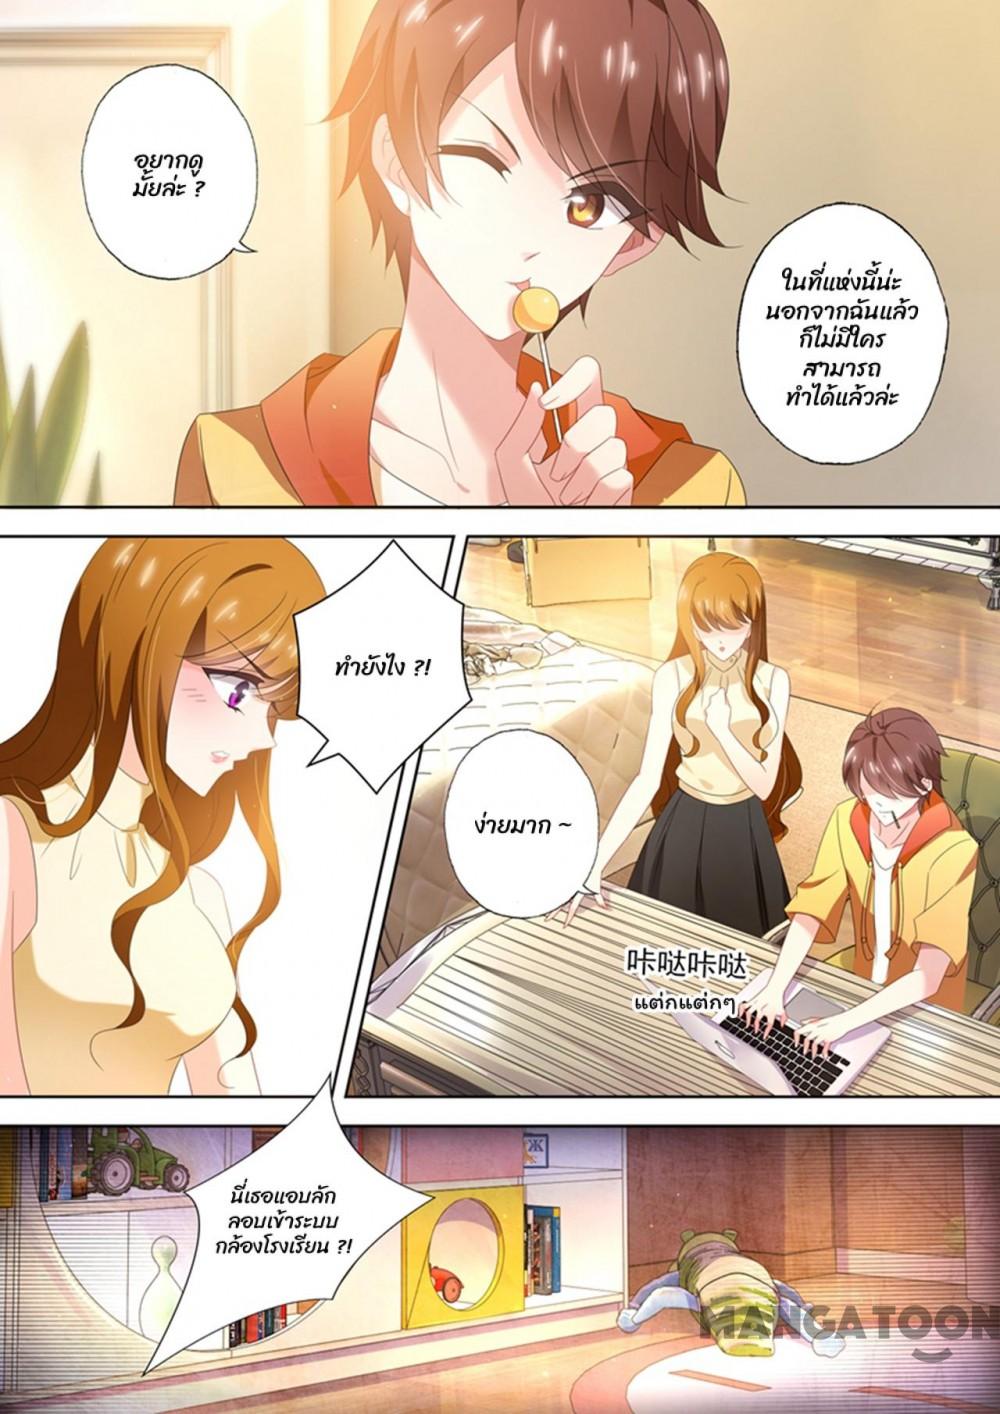 อยากดู
มั้ยล่ะ ?
ในที่แห่งนี้น่ะ
นอกจากฉันแล้ว
ก็ไม่มีใคร
สามารถ
ทำได้แล้วล่ะ
ทำยังไง ?!
ง่ายมาก ~
咔哒咔哒
แต่กแต่กๆ
นี่เธอแอบลัก
ลอบเข้าระบบ
กล้องโรงเรียน ?!
Ж
MANGATOON